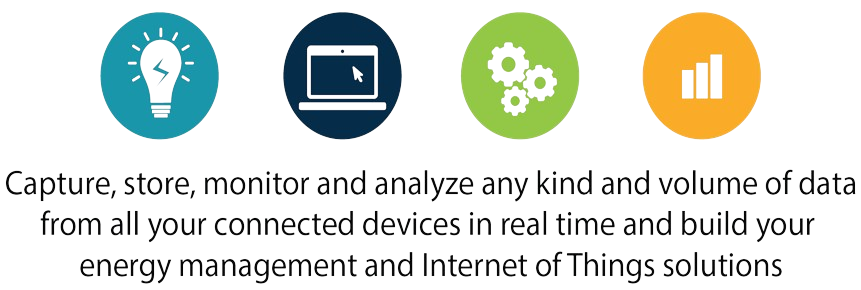 Capture, store, monitor and analyze any kind and volume of data
from all your connected devices in real time and build your
energy management and Internet of Things solutions